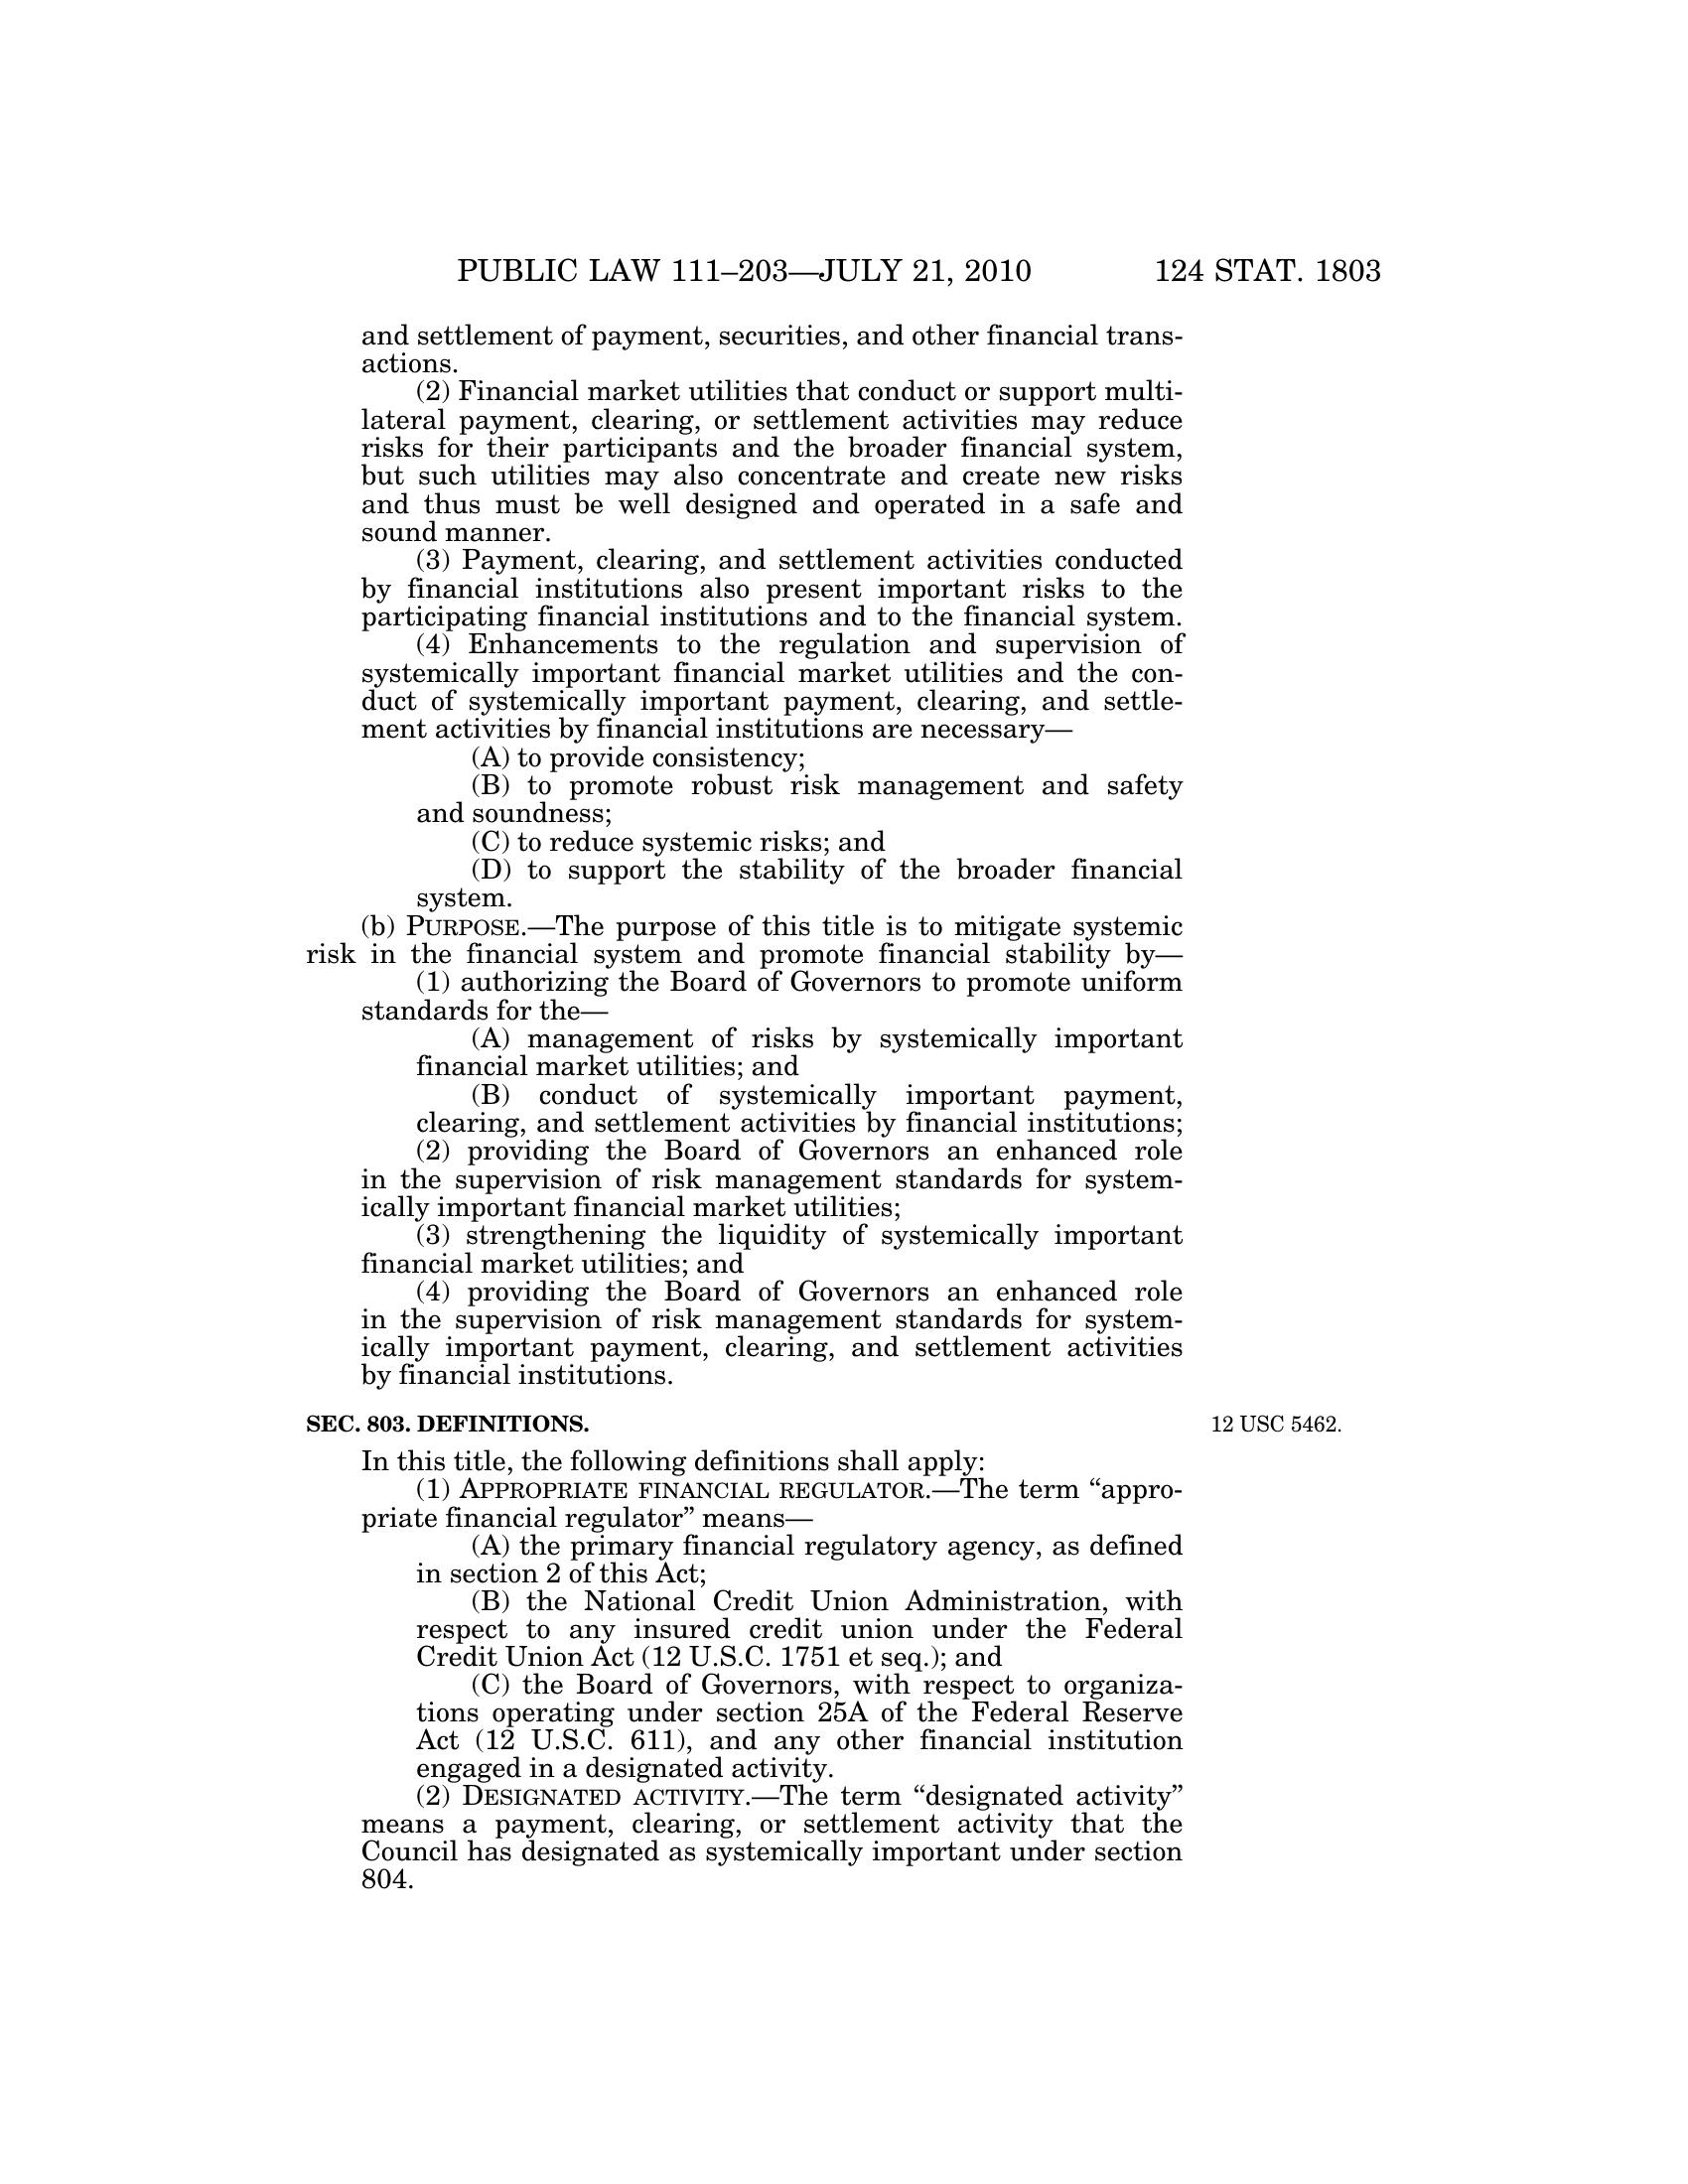 PUBLIC LAW 111–203—JULY 21, 2010 124 STAT. 1803
and settlement of payment, securities, and other financial trans-
actions.
(2) Financial market utilities that conduct or support multi-
lateral payment, clearing, or settlement activities may reduce
risks for their participants and the broader financial system,
but such utilities may also concentrate and create new risks
and thus must be well designed and operated in a safe and
sound manner.
(3) Payment, clearing, and settlement activities conducted
by financial institutions also present important risks to the
participating financial institutions and to the financial system.
(4) Enhancements to the regulation and supervision of
systemically important financial market utilities and the con-
duct of systemically important payment, clearing, and settle-
ment activities by financial institutions are necessary—
(A) to provide consistency;
(B) to promote robust risk management and safety
and soundness;
(C) to reduce systemic risks; and
(D) to support the stability of the broader financial
system.
(b) PURPOSE.—The purpose of this title is to mitigate systemic
risk in the financial system and promote financial stability by—
(1) authorizing the Board of Governors to promote uniform
standards for the—
(A) management of risks by systemically important
financial market utilities; and
(B) conduct of systemically important payment,
clearing, and settlement activities by financial institutions;
(2) providing the Board of Governors an enhanced role
in the supervision of risk management standards for system-
ically important financial market utilities;
(3) strengthening the liquidity of systemically important
financial market utilities; and
(4) providing the Board of Governors an enhanced role
in the supervision of risk management standards for system-
ically important payment, clearing, and settlement activities
by financial institutions.
SEC. 803. DEFINITIONS. 12 USC 5462.
In this title, the following definitions shall apply:
(1) APPROPRIATE FINANCIAL REGULATOR.—The term “appro-
priate financial regulator” means—
(A) the primary financial regulatory agency, as defined
in section 2 of this Act;
(B) the National Credit Union Administration, with
respect to any insured credit union under the Federal
Credit Union Act (12 U.S.C. 1751 et seq.); and
(C) the Board of Governors, with respect to organiza-
tions operating under section 25A of the Federal Reserve
Act (12 U.S.C. 611), and any other financial institution
engaged in a designated activity.
(2) DESIGNATED ACTIVITY.—The term “designated activity”
means a payment, clearing, or settlement activity that the
Council has designated as systemically important under section
804.